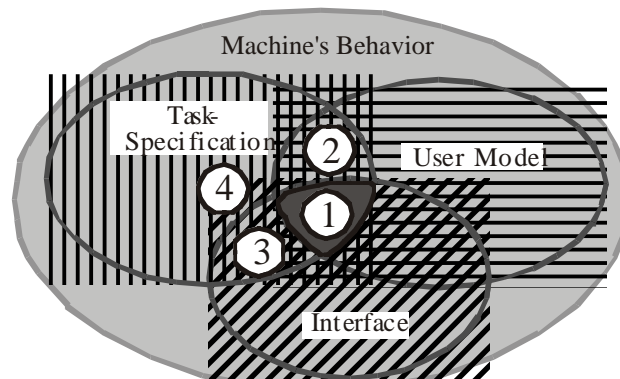 Machine's Behavior
Task-
Specification
2
User Model
4
1
3
Interface